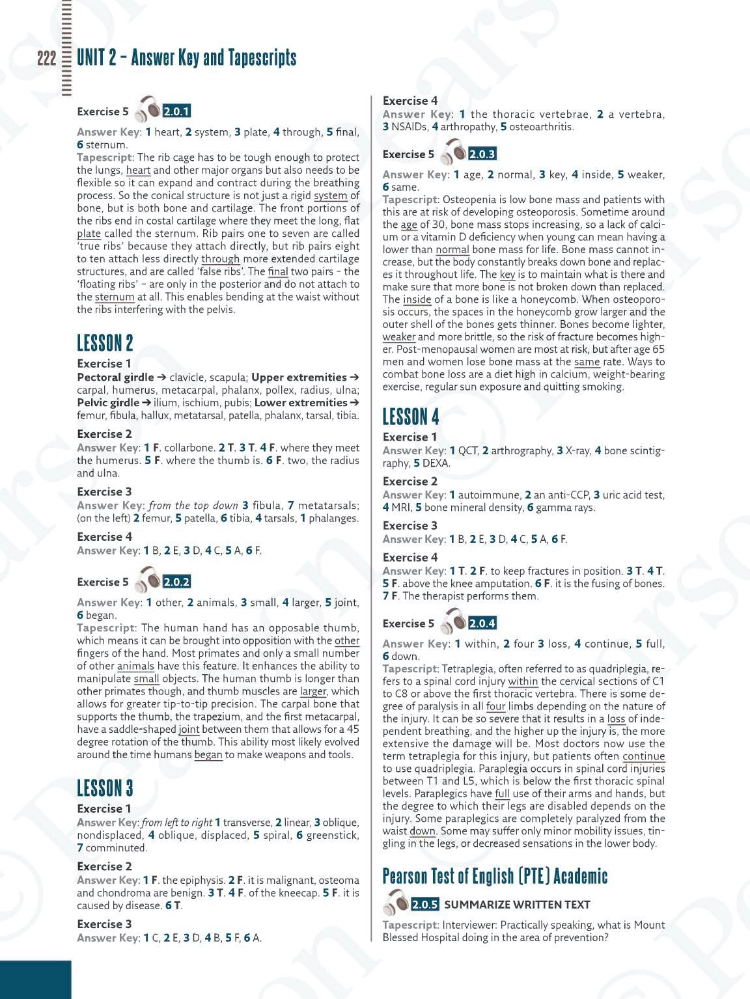 222 UNIT 2 – Answer Key and Tapescripts
Exercise 5 2.0.1
Answer Key: 1 heart, 2 system, 3 plate, 4 through, 5 final,
6 sternum.
Tapescript: The rib cage has to be tough enough to protect
the lungs, heart and other major organs but also needs to be
flexible so it can expand and contract during the breathing
process. So the conical structure is not just a rigid system of
bone, but is both bone and cartilage. The front portions of
the ribs end in costal cartilage where they meet the long, flat
plate called the sternum. Rib pairs one to seven are called
‘true ribs’ because they attach directly, but rib pairs eight
to ten attach less directly through more extended cartilage
structures, and are called ‘false ribs’. The final two pairs – the
‘floating ribs’ – are only in the posterior and do not attach to
the sternum at all. This enables bending at the waist without
the ribs interfering with the pelvis.
LESSON 2
Exercise 1
Pectoral girdle ➔ clavicle, scapula; Upper extremities ➔
carpal, humerus, metacarpal, phalanx, pollex, radius, ulna;
Pelvic girdle ➔ ilium, ischium, pubis; Lower extremities ➔
femur, fibula, hallux, metatarsal, patella, phalanx, tarsal, tibia.
Exercise 2
Answer Key: 1 F. collarbone. 2 T. 3 T. 4 F. where they meet
the humerus. 5 F. where the thumb is. 6 F. two, the radius
and ulna.
Exercise 3
Answer Key: from the top down 3 fibula, 7 metatarsals;
(on the left) 2 femur, 5 patella, 6 tibia, 4 tarsals, 1 phalanges.
Exercise 4
Answer Key: 1 B, 2 E, 3 D, 4 C, 5 A, 6 F.
Exercise 5 2.0.2
Answer Key: 1 other, 2 animals, 3 small, 4 larger, 5 joint,
6 began.
Tapescript: The human hand has an opposable thumb,
which means it can be brought into opposition with the other
fingers of the hand. Most primates and only a small number
of other animals have this feature. It enhances the ability to
manipulate small objects. The human thumb is longer than
other primates though, and thumb muscles are larger, which
allows for greater tip-to-tip precision. The carpal bone that
supports the thumb, the trapezium, and the first metacarpal,
have a saddle-shaped joint between them that allows for a 45
degree rotation of the thumb. This ability most likely evolved
around the time humans began to make weapons and tools.
LESSON 3
Exercise 1
Answer Key: from left to right 1 transverse, 2 linear, 3 oblique,
nondisplaced, 4 oblique, displaced, 5 spiral, 6 greenstick,
7 comminuted.
Exercise 2
Answer Key: 1 F. the epiphysis. 2 F. it is malignant, osteoma
and chondroma are benign. 3 T. 4 F. of the kneecap. 5 F. it is
caused by disease. 6 T.
Exercise 3
Answer Key: 1 C, 2 E, 3 D, 4 B, 5 F, 6 A.
Exercise 4
Answer Key: 1 the thoracic vertebrae, 2 a vertebra,
3 NSAIDs, 4 arthropathy, 5 osteoarthritis.
Exercise 5 2.0.3
Answer Key: 1 age, 2 normal, 3 key, 4 inside, 5 weaker,
6 same.
Tapescript: Osteopenia is low bone mass and patients with
this are at risk of developing osteoporosis. Sometime around
the age of 30, bone mass stops increasing, so a lack of calci-
um or a vitamin D deficiency when young can mean having a
lower than normal bone mass for life. Bone mass cannot in-
crease, but the body constantly breaks down bone and replac-
es it throughout life. The key is to maintain what is there and
make sure that more bone is not broken down than replaced.
The inside of a bone is like a honeycomb. When osteoporo-
sis occurs, the spaces in the honeycomb grow larger and the
outer shell of the bones gets thinner. Bones become lighter,
weaker and more brittle, so the risk of fracture becomes high-
er. Post-menopausal women are most at risk, but after age 65
men and women lose bone mass at the same rate. Ways to
combat bone loss are a diet high in calcium, weight-bearing
exercise, regular sun exposure and quitting smoking.
LESSON 4
Exercise 1
Answer Key: 1 QCT, 2 arthrography, 3 X-ray, 4 bone scintig-
raphy, 5 DEXA.
Exercise 2
Answer Key: 1 autoimmune, 2 an anti-CCP, 3 uric acid test,
4 MRI, 5 bone mineral density, 6 gamma rays.
Exercise 3
Answer Key: 1 B, 2 E, 3 D, 4 C, 5 A, 6 F.
Exercise 4
Answer Key: 1 T. 2 F. to keep fractures in position. 3 T. 4 T.
5 F. above the knee amputation. 6 F. it is the fusing of bones.
7 F. The therapist performs them.
Exercise 5 2.0.4
Answer Key: 1 within, 2 four 3 loss, 4 continue, 5 full,
6 down.
Tapescript: Tetraplegia, often referred to as quadriplegia, re-
fers to a spinal cord injury within the cervical sections of C1
to C8 or above the first thoracic vertebra. There is some de-
gree of paralysis in all four limbs depending on the nature of
the injury. It can be so severe that it results in a loss of inde-
pendent breathing, and the higher up the injury is, the more
extensive the damage will be. Most doctors now use the
term tetraplegia for this injury, but patients often continue
to use quadriplegia. Paraplegia occurs in spinal cord injuries
between T1 and L5, which is below the first thoracic spinal
levels. Paraplegics have full use of their arms and hands, but
the degree to which their legs are disabled depends on the
injury. Some paraplegics are completely paralyzed from the
waist down. Some may suffer only minor mobility issues, tin-
gling in the legs, or decreased sensations in the lower body.
Pearson Test of English (PTE) Academic
2.0.5 SUMMARIZE WRITTEN TEXT
Tapescript: Interviewer: Practically speaking, what is Mount
Blessed Hospital doing in the area of prevention?
© Pearson